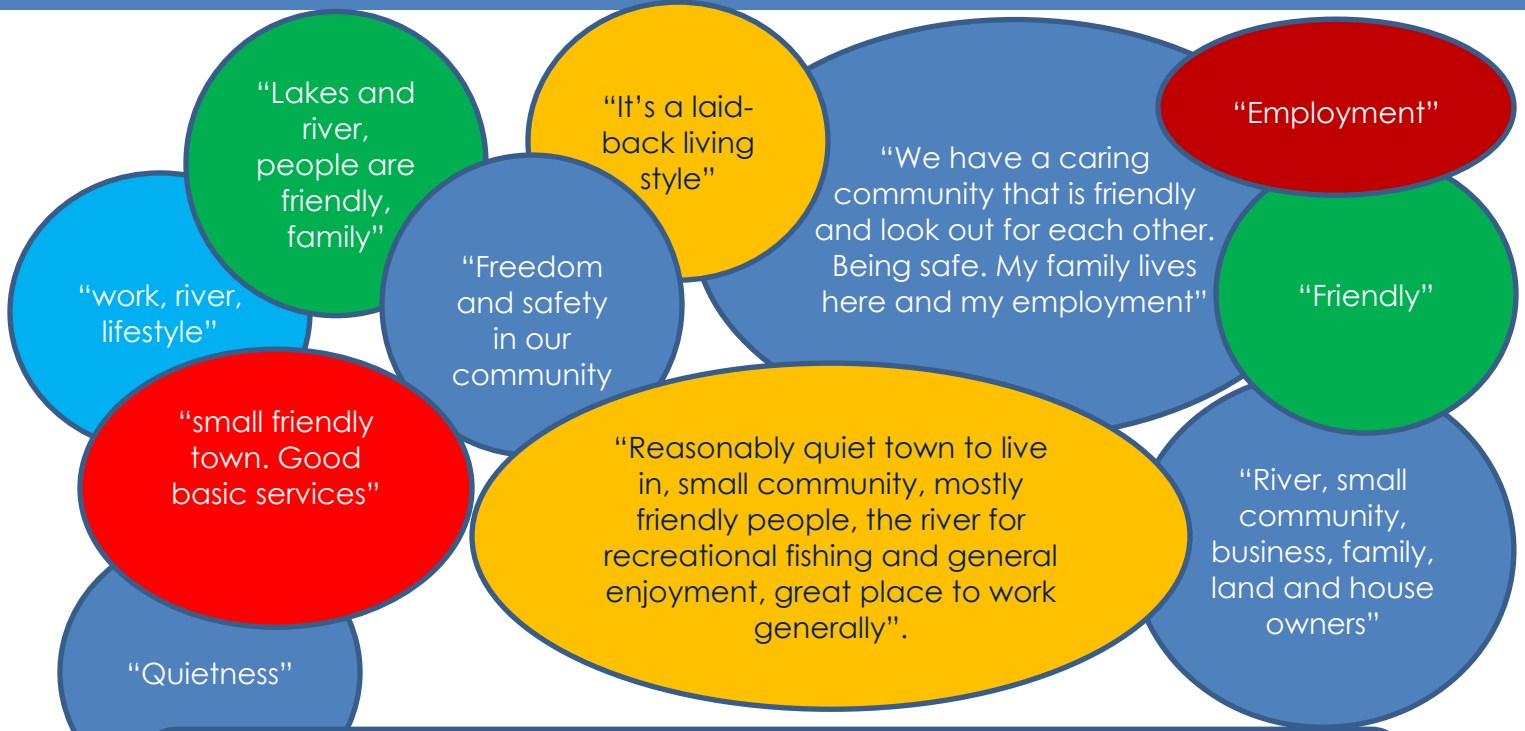 “Lakes and
river,
people are
friendly,
family”
“It’s a laid-
back living
style”
“We have a caring
community that is friendly
and look out for each other.
Being safe. My family lives
here and my employment”
“Employment”
“work, river,
lifestyle”
“Freedom
and safety
in our
community
“Friendly”
“small friendly
town. Good
basic services”
“Reasonably quiet town to live
in, small community, mostly
friendly people, the river for
recreational fishing and general
enjoyment, great place to work
generally”.
“River, small
community,
business, family,
land and house
owners”
“Quietness”